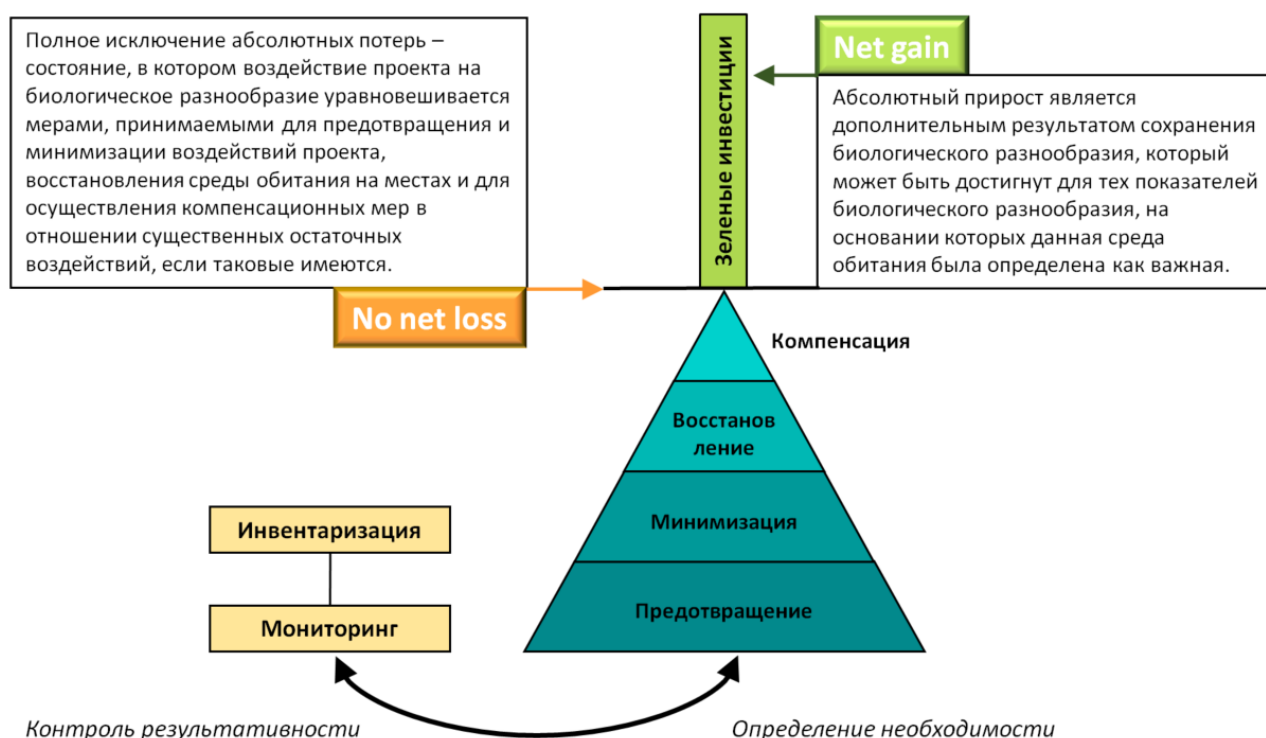 Полное исключение абсолютных потерь –
состояние, в котором воздействие проекта на
биологическое разнообразие уравновешивается
мерами, принимаемыми для предотвращения и
минимизации воздействий проекта,
восстановления среды обитания на местах и для
осуществления компенсационных мер в
отношении существенных остаточных
воздействий, если таковые имеются.
No net loss
Зеленые инвестиции
Net gain
Абсолютный прирост является
дополнительным результатом сохранения
биологического разнообразия, который
может быть достигнут для тех показателей
биологического разнообразия, на
основании которых данная среда
обитания была определена как важная.
Компенсация
Восстанов
ление
Минимизация
Предотвращение
Инвентаризация
Мониторинг
Контроль результативности
Определение необходимости